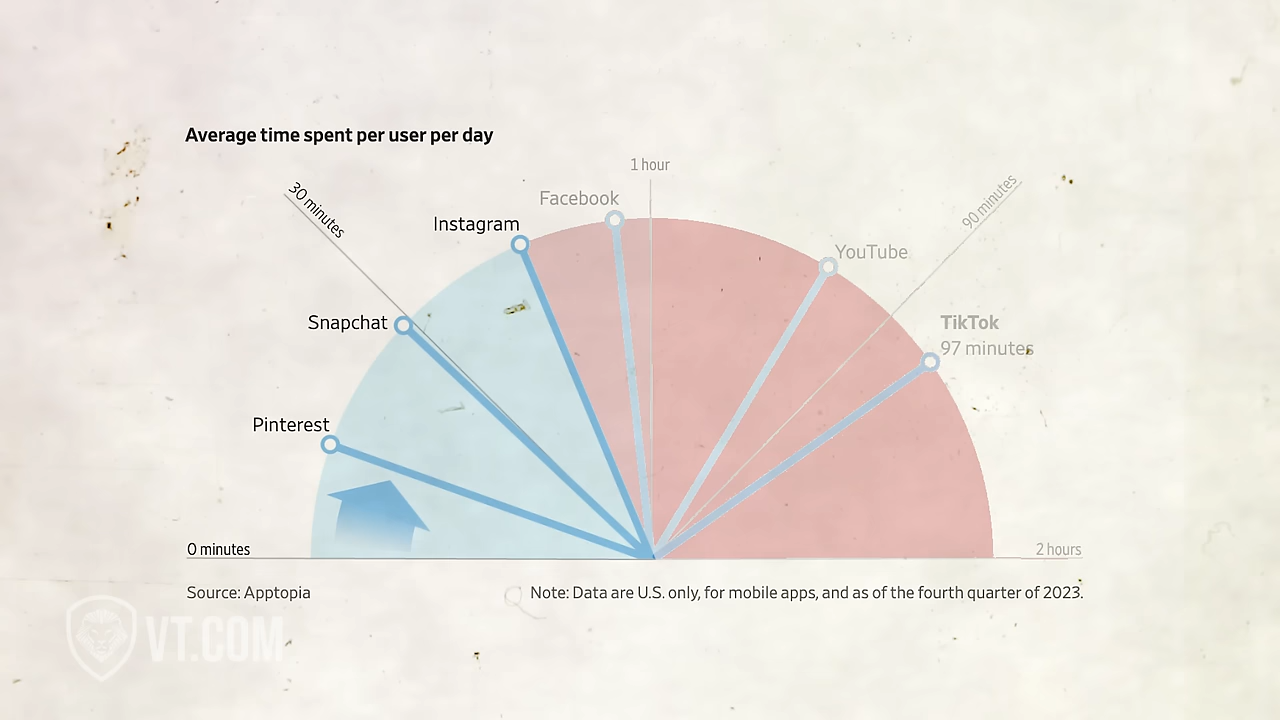 Average time spent per user per day
1 hour
30 minutes
90 minutes
Facebook
Instagram
YouTube
Snapchat
TikTok
97 minutes
Pinterest
0 minutes
2 hours
Source: Apptopia
Note: Data are U.S. only, for mobile apps, and as of the fourth quarter of 2023.
VT.COM